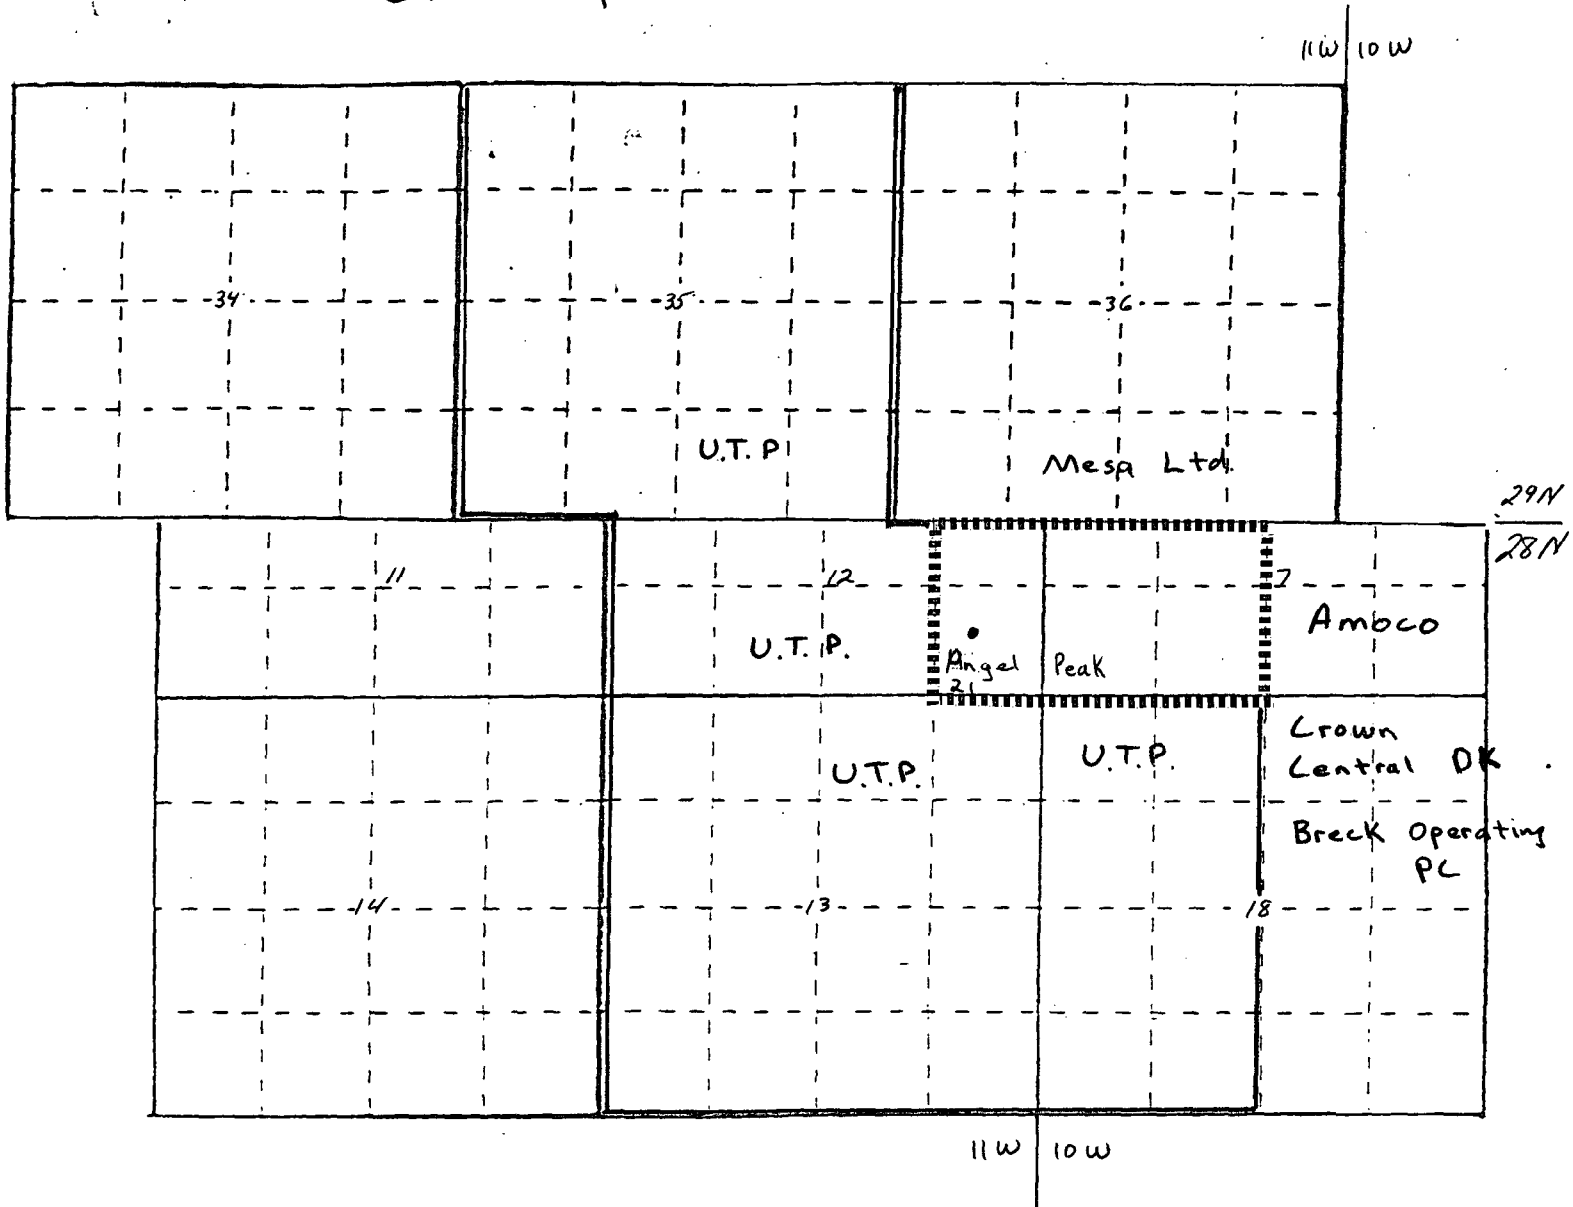 11W 10W
34 35 36
U.T.P Mesa Ltd.
29N
28N
11 12 7
Amoco
U.T.P.
Angel Peak
21
Crown
U.T.P. U.T.P. Central DK
Breck Operating
PC
14 13 18
11W 10W